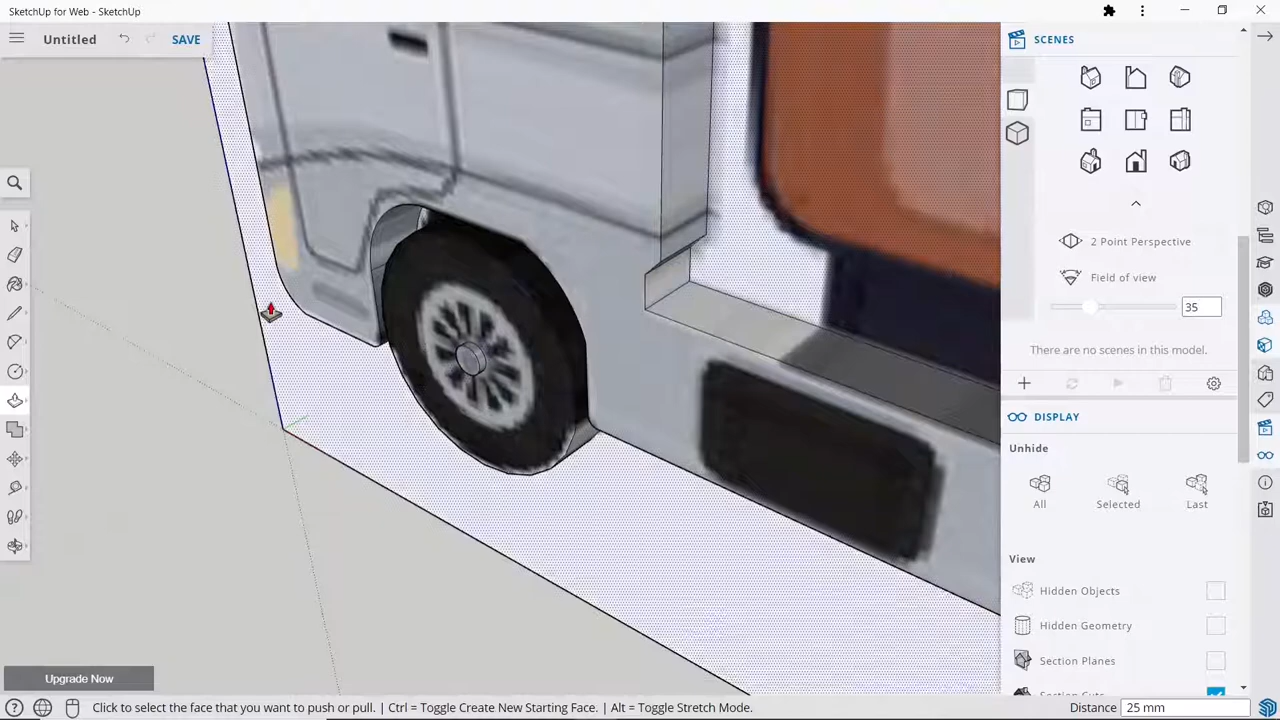 SketchUp for Web - SketchUp
Untitled
SAVE
SCENES
2 Point Perspective
Field of view
35
There are no scenes in this model.
DISPLAY
Unhide
All
Selected
Last
View
Hidden Objects
Hidden Geometry
Section Planes
Section Cuts
Upgrade Now
Click to select the face that you want to push or pull. | Ctrl = Toggle Create New Starting Face. | Alt = Toggle Stretch Mode.
Distance
25 mm